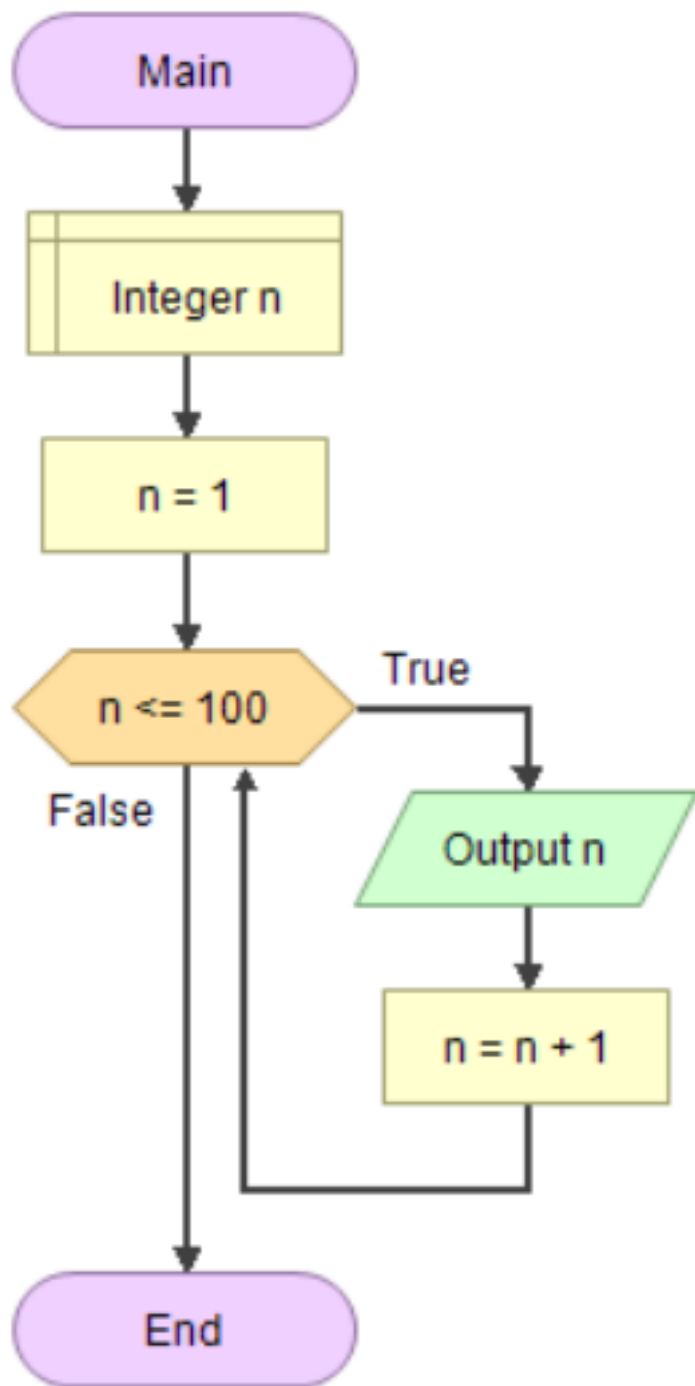 Main
Integer n
n = 1
n <= 100
True
False
Output n
n = n + 1
End